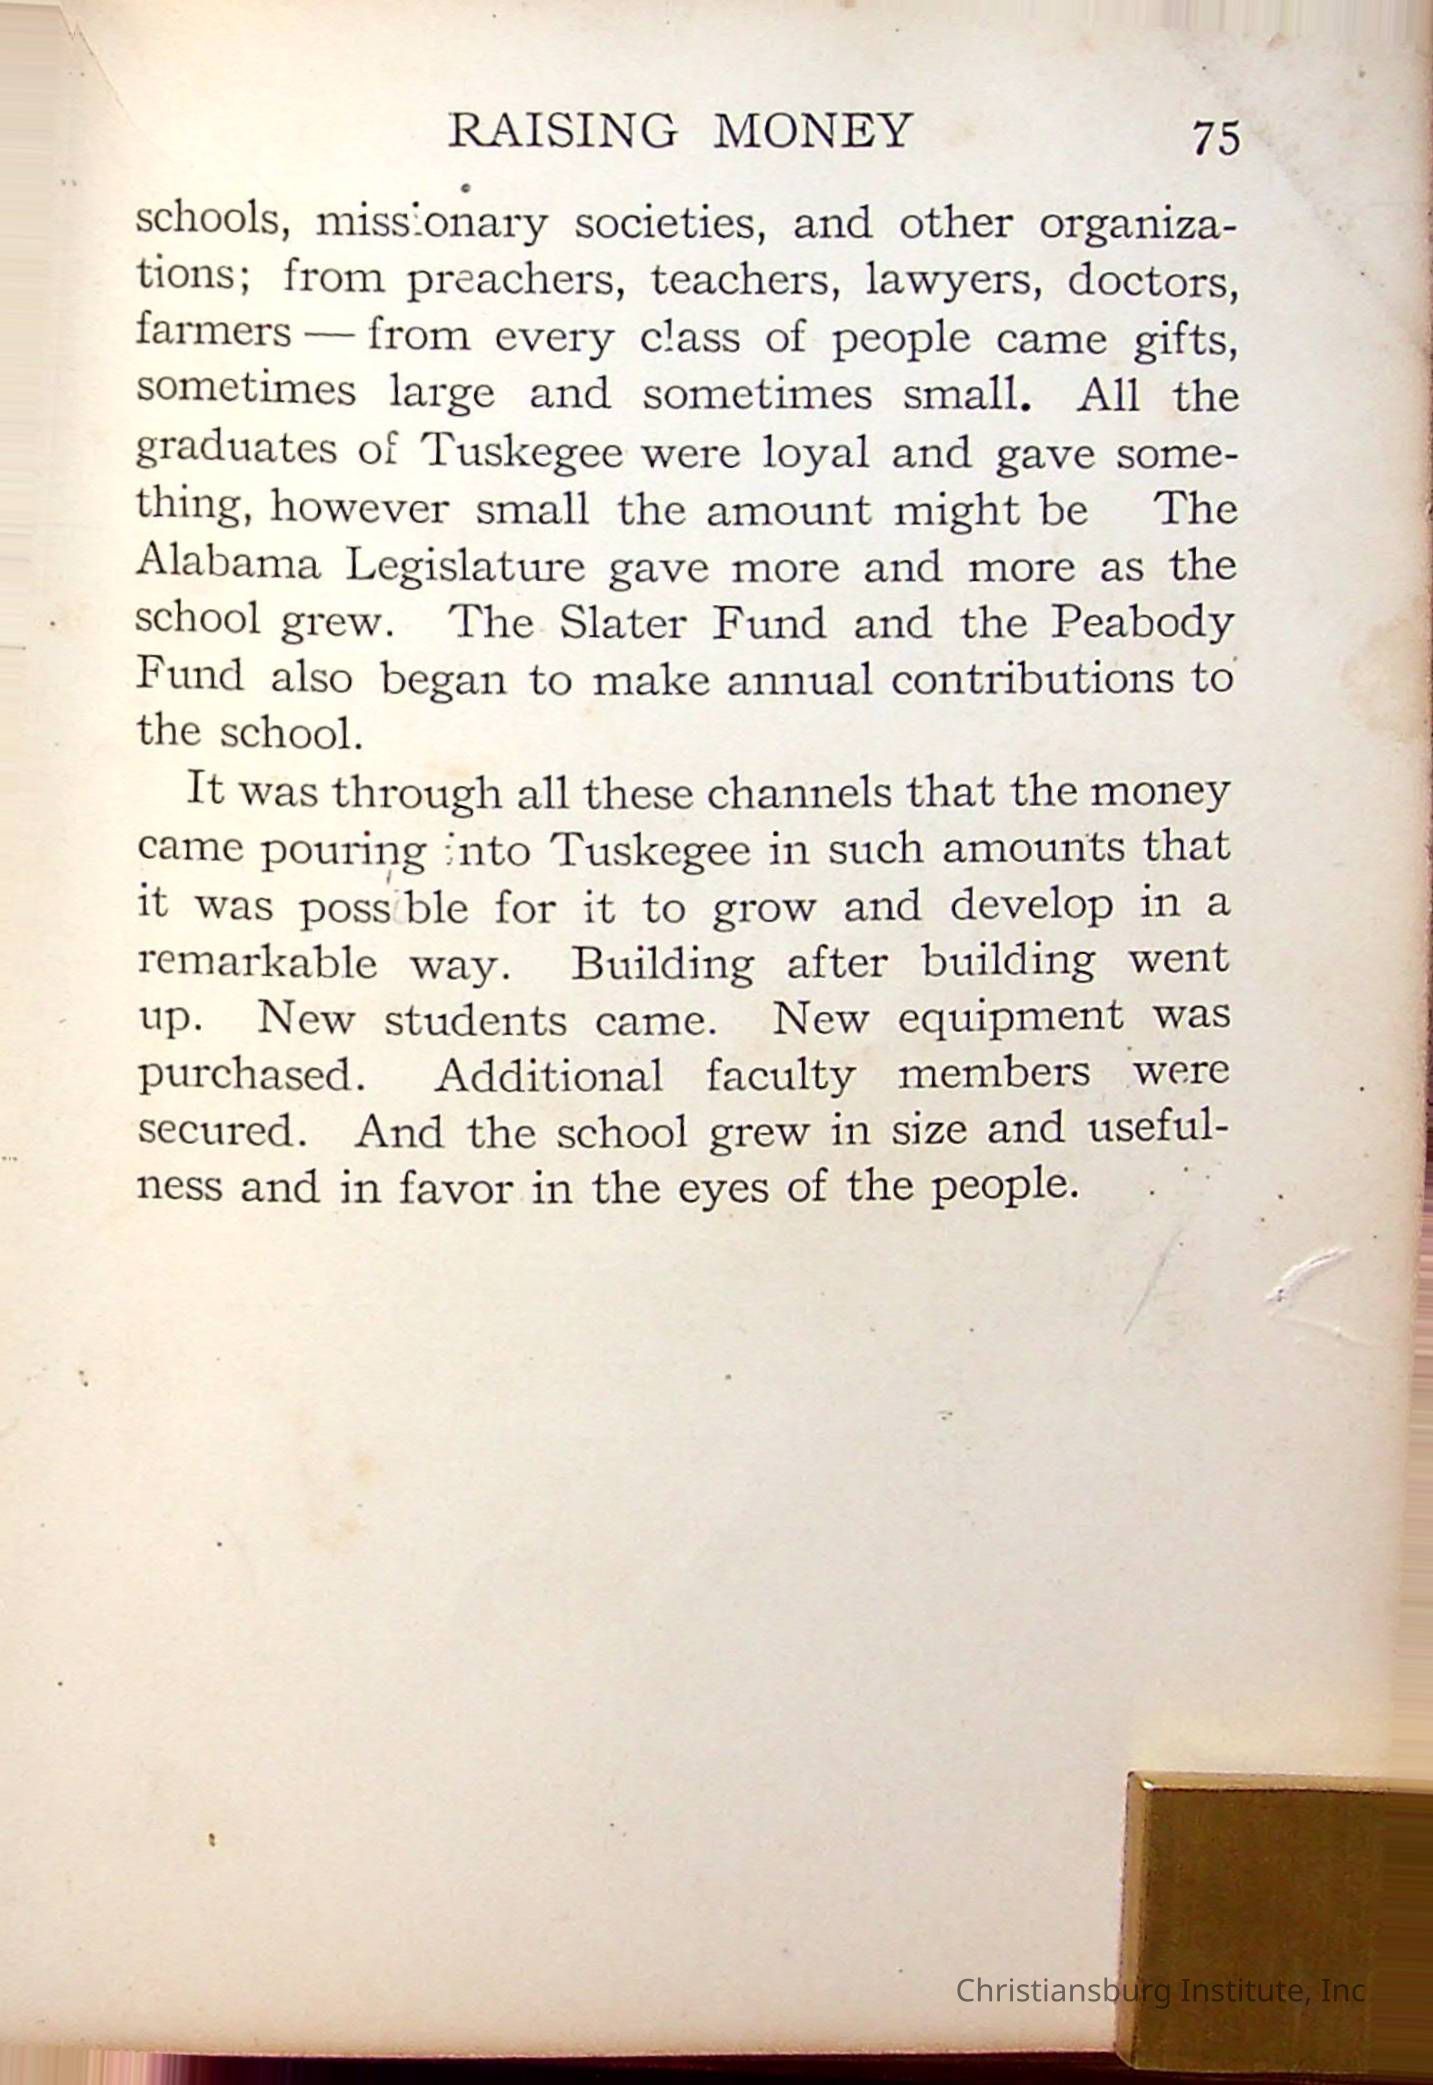 RAISING MONEY 75
schools, missionary societies, and other organiza-
tions; from preachers, teachers, lawyers, doctors,
farmers — from every class of people came gifts,
sometimes large and sometimes small. All the
graduates of Tuskegee were loyal and gave some-
thing, however small the amount might be The
Alabama Legislature gave more and more as the
school grew. The Slater Fund and the Peabody
Fund also began to make annual contributions to
the school.
It was through all these channels that the money
came pouring into Tuskegee in such amounts that
it was possible for it to grow and develop in a
remarkable way. Building after building went
up. New students came. New equipment was
purchased. Additional faculty members were
secured. And the school grew in size and useful-
ness and in favor in the eyes of the people.
Christiansburg Institute, Inc